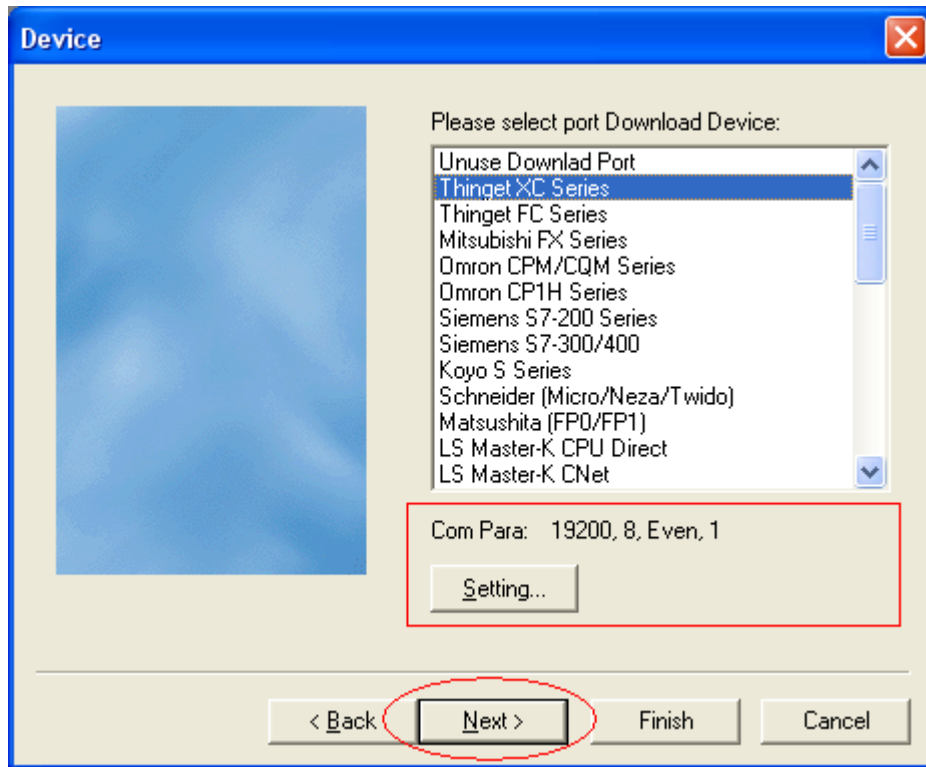 Device
Please select port Download Device:
Unuse Downlad Port
Thinget XC Series
Thinget FC Series
Mitsubishi FX Series
Omron CPM/CQM Series
Omron CP1H Series
Siemens S7-200 Series
Siemens S7-300/400
Koyo S Series
Schneider (Micro/Neza/Twido)
Matsushita (FP0/FP1)
LS Master-K CPU Direct
LS Master-K CNet
Com Para: 19200, 8, Even, 1
Setting...
< Back Next > Finish Cancel